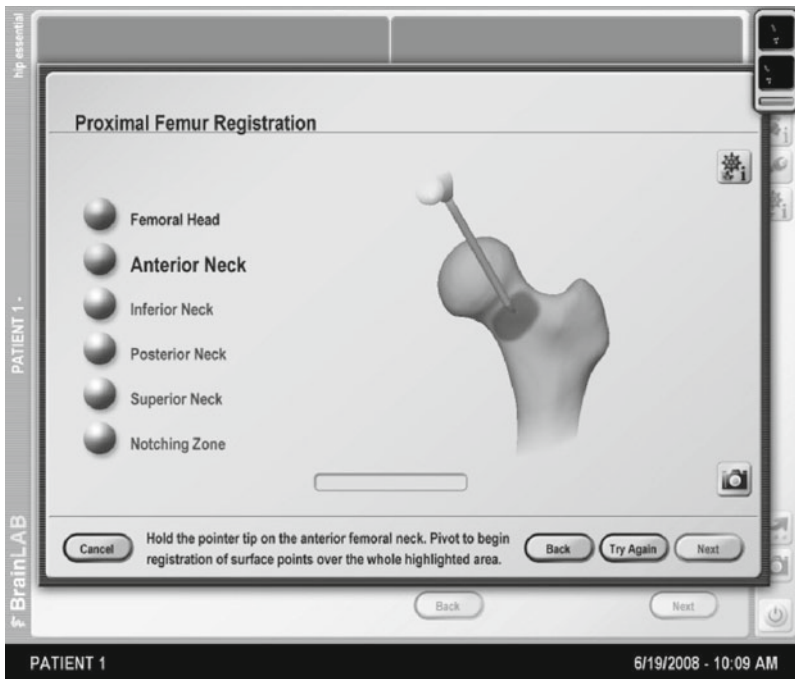 hip essential
PATIENT 1 -
BrainLAB
Proximal Femur Registration
Femoral Head
Anterior Neck
Inferior Neck
Posterior Neck
Superior Neck
Notching Zone
Cancel
Hold the pointer tip on the anterior femoral neck. Pivot to begin
registration of surface points over the whole highlighted area.
Back
Try Again
Next
Back
Next
PATIENT 1
6/19/2008 - 10:09 AM